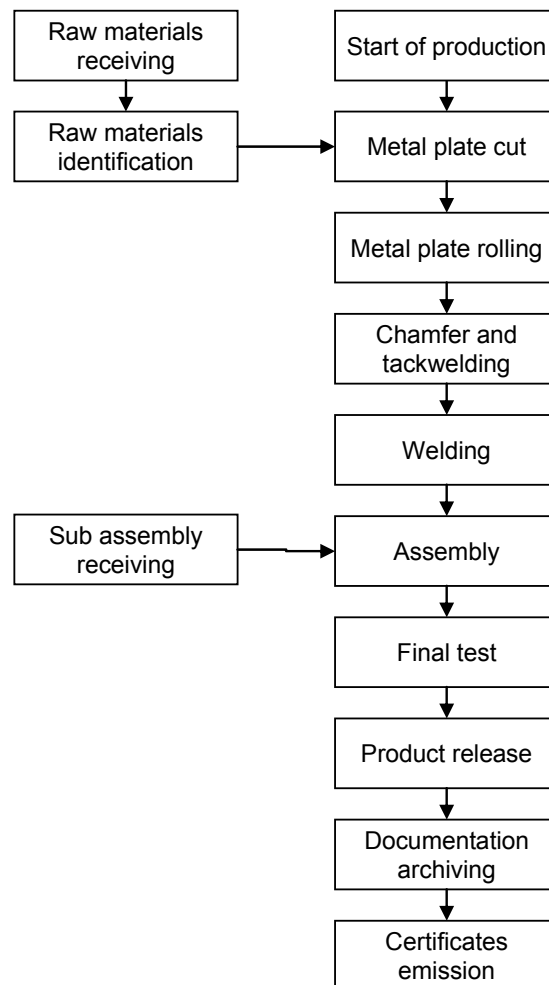 Raw materials
receiving
Start of production
Raw materials
identification
Metal plate cut
Metal plate rolling
Chamfer and
tackwelding
Welding
Sub assembly
receiving
Assembly
Final test
Product release
Documentation
archiving
Certificates
emission